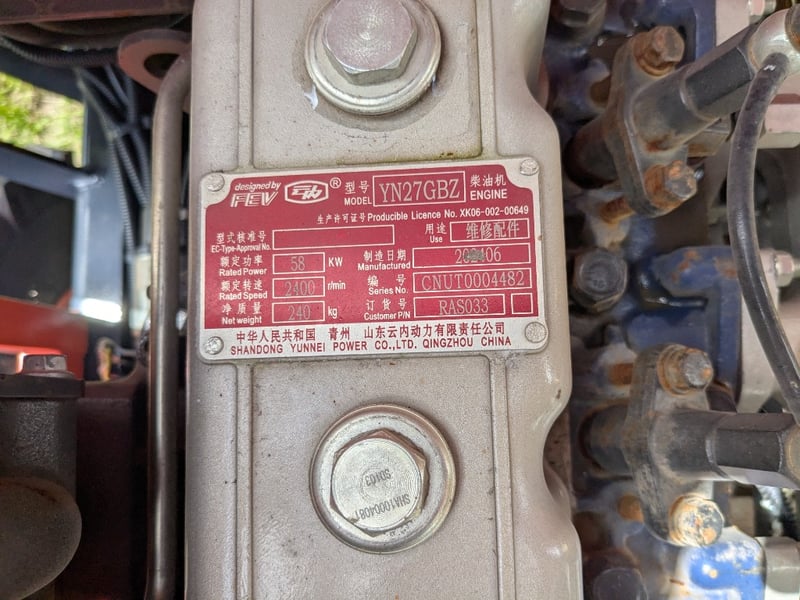 designed by FEV ® 型号 MODEL YN27GBZ 柴油机 ENGINE
生产许可证号 Producible Licence No. XK06-002-00649
型式核准号 EC-Type-Approval No. 用途 Use 维修配件
额定功率 Rated Power 58 KW 制造日期 Manufactured
额定转速 Rated Speed 2400 r/min 编号 Series No. CNUT0004482
净质量 Net weight 240 kg 订货号 Customer P/N RAS033
中华人民共和国 青州 山东云内动力有限责任公司
SHANDONG YUNNEI POWER CO.,LTD. QINGZHOU CHINA
SHA10004081
S0403